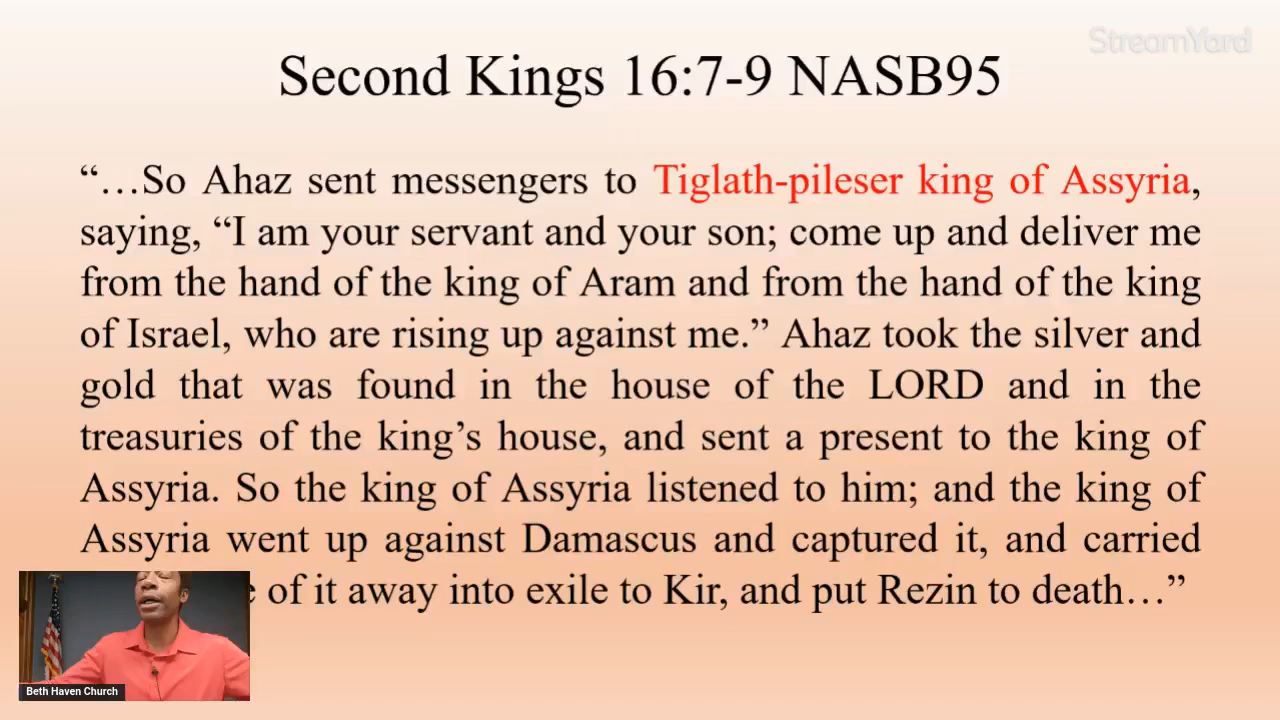 StreamYard
Second Kings 16:7-9 NASB95
“…So Ahaz sent messengers to Tiglath-pileser king of Assyria,
saying, “I am your servant and your son; come up and deliver me
from the hand of the king of Aram and from the hand of the king
of Israel, who are rising up against me.” Ahaz took the silver and
gold that was found in the house of the LORD and in the
treasuries of the king’s house, and sent a present to the king of
Assyria. So the king of Assyria listened to him; and the king of
Assyria went up against Damascus and captured it, and carried
of it away into exile to Kir, and put Rezin to death…”
Beth Haven Church